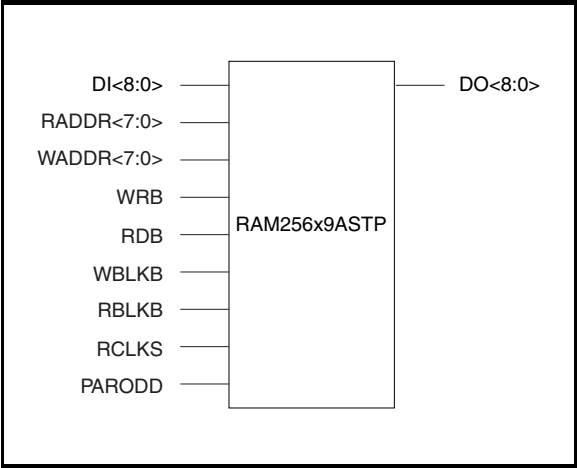 DI<8:0>
DO<8:0>
RADDR<7:0>
WADDR<7:0>
WRB
RAM256x9ASTP
RDB
WBLKB
RBLKB
RCLKS
PARODD